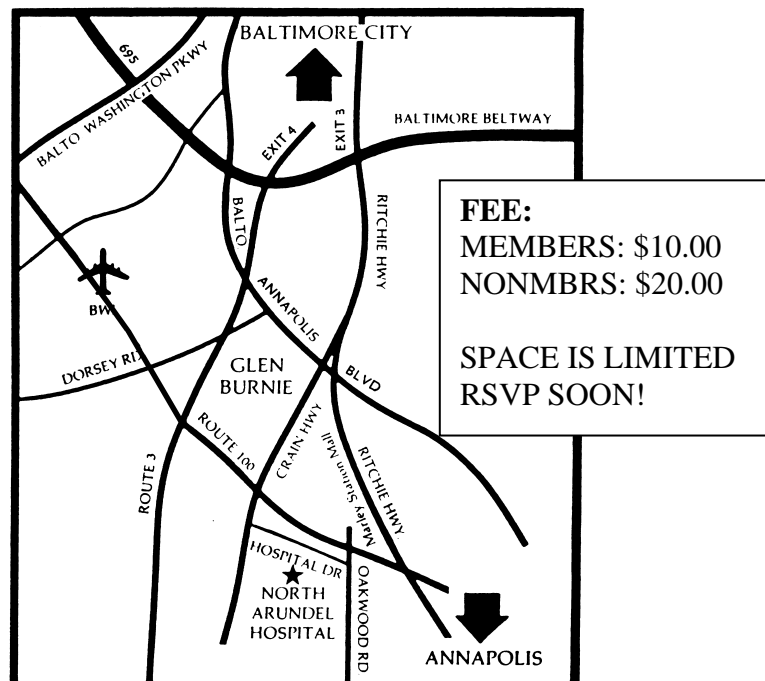 BALTIMORE CITY
695
BALTO WASHINGTON PKWY
EXIT 4
EXIT 3
BALTIMORE BELTWAY
BALTO
ANNAPOLIS
BLVD
RITCHIE HWY
FEE:
MEMBERS: $10.00
NONMBRS: $20.00
SPACE IS LIMITED
RSVP SOON!
BW
DORSEY RD
GLEN
BURNIE
ROUTE 3
ROUTE 100
CRAIN HWY
Marley Station Mall
RITCHIE HWY.
HOSPITAL DR
NORTH
ARUNDEL
HOSPITAL
OAKWOOD RD.
ANNAPOLIS